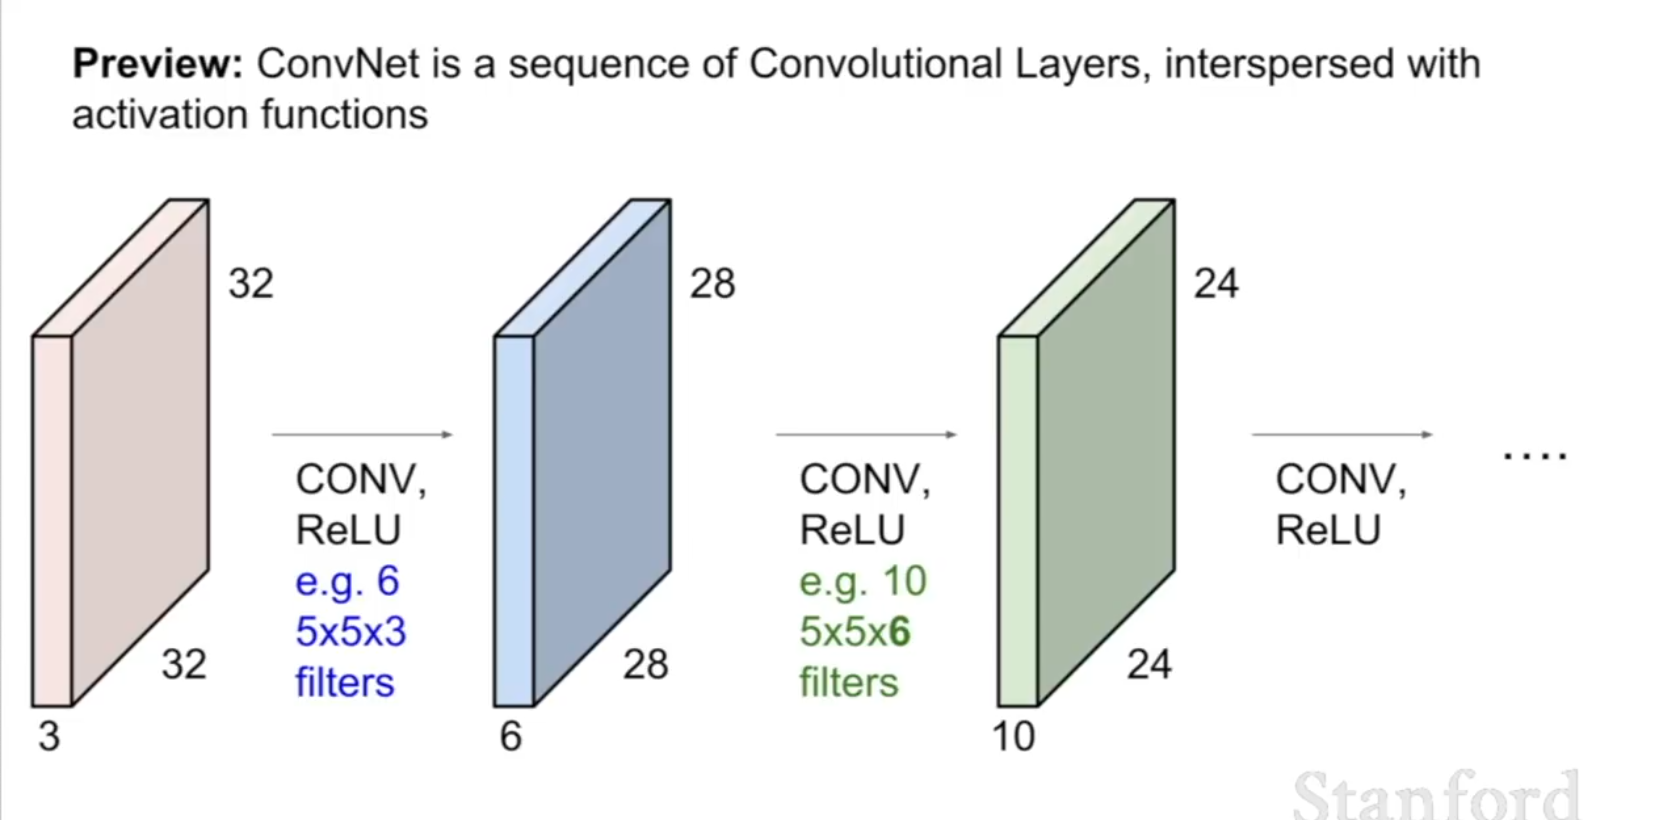 Preview: ConvNet is a sequence of Convolutional Layers, interspersed with
activation functions
32
32
3
CONV,
ReLU
e.g. 6
5x5x3
filters
28
28
6
CONV,
ReLU
e.g. 10
5x5x6
filters
24
24
10
CONV,
ReLU
....
Stanford